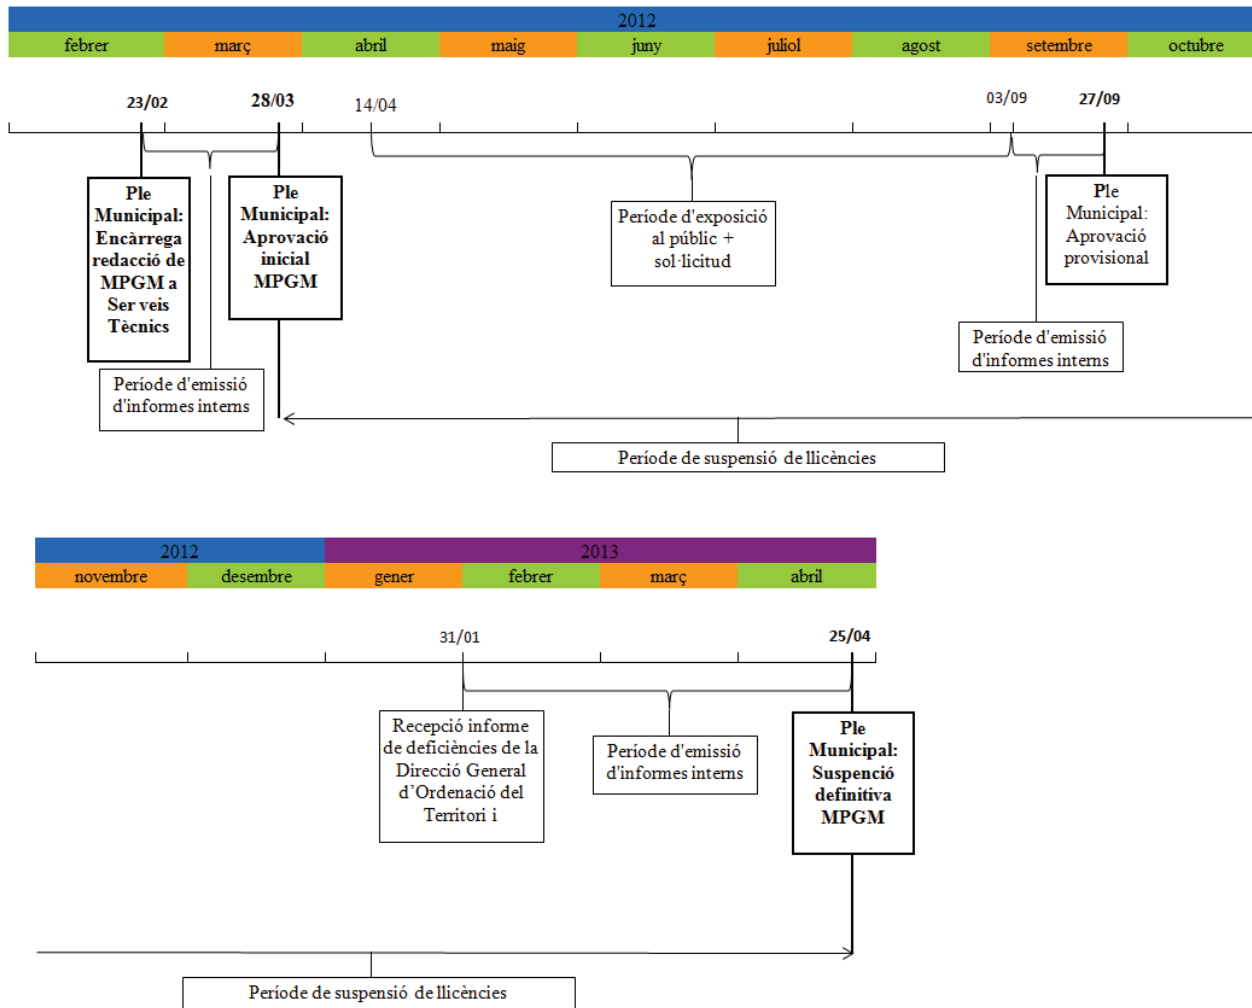 2012
febrer març abril maig juny juliol agost setembre octubre
23/02 28/03 14/04 03/09 27/09
Ple
Municipal:
Encàrrega
redacció de
MPGM a
Ser veis
Tècnics
Ple
Municipal:
Aprovació
inicial
MPGM
Període d'exposició
al públic +
sol·licitud
Ple
Municipal:
Aprovació
provisional
Període d'emissió
d'informes interns
Període d'emissió
d'informes interns
Període de suspensió de llicències
2012 2013
novembre desembre gener febrer març abril
31/01 25/04
Recepció informe
de deficiències de la
Direcció General
d’Ordenació del
Territori i
Període d'emissió
d'informes interns
Ple
Municipal:
Suspenció
definitiva
MPGM
Període de suspensió de llicències